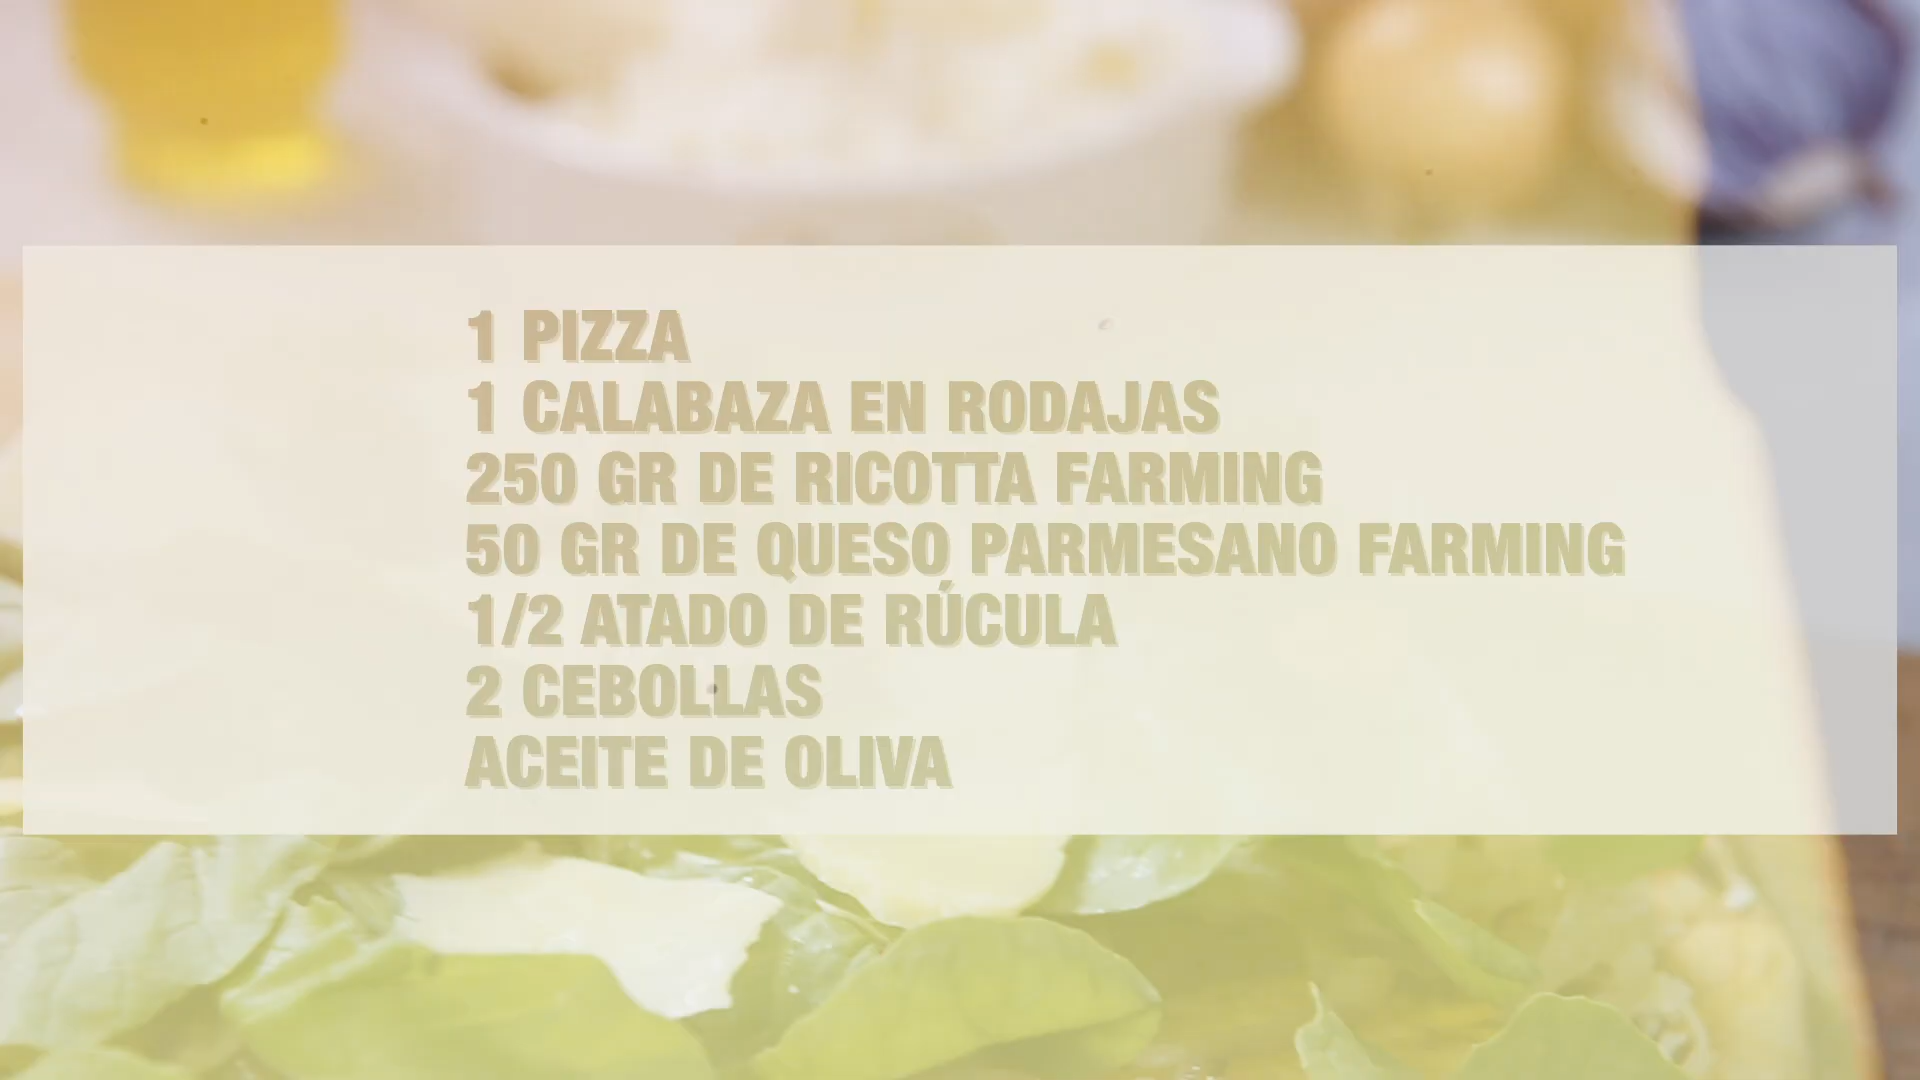 1 PIZZA
1 CALABAZA EN RODAJAS
250 GR DE RICOTTA FARMING
50 GR DE QUESO PARMESANO FARMING
1/2 ATADO DE RÚCULA
2 CEBOLLAS
ACEITE DE OLIVA